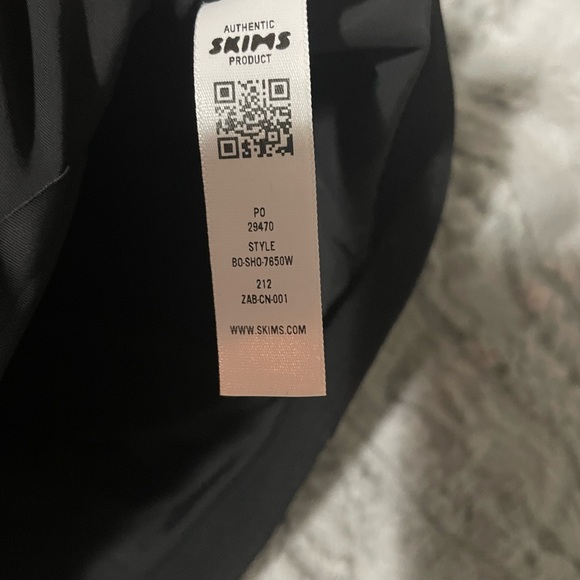 AUTHENTIC
SKIMS
PRODUCT
PO
29470
STYLE
BO-SHO-7650W
212
ZAB-CN-001
WWW.SKIMS.COM